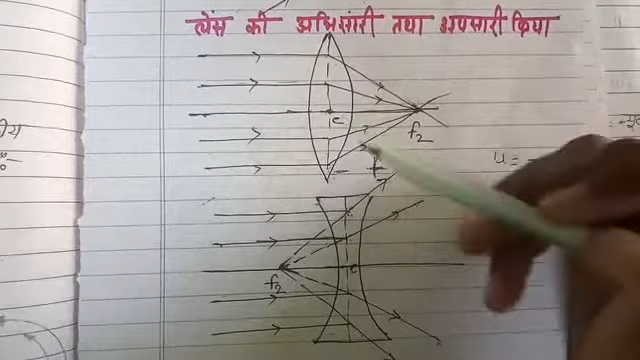 लेंस की अभिसारी तथा अपसारी क्रिया
c
f₂
f
u = –
c
f₂